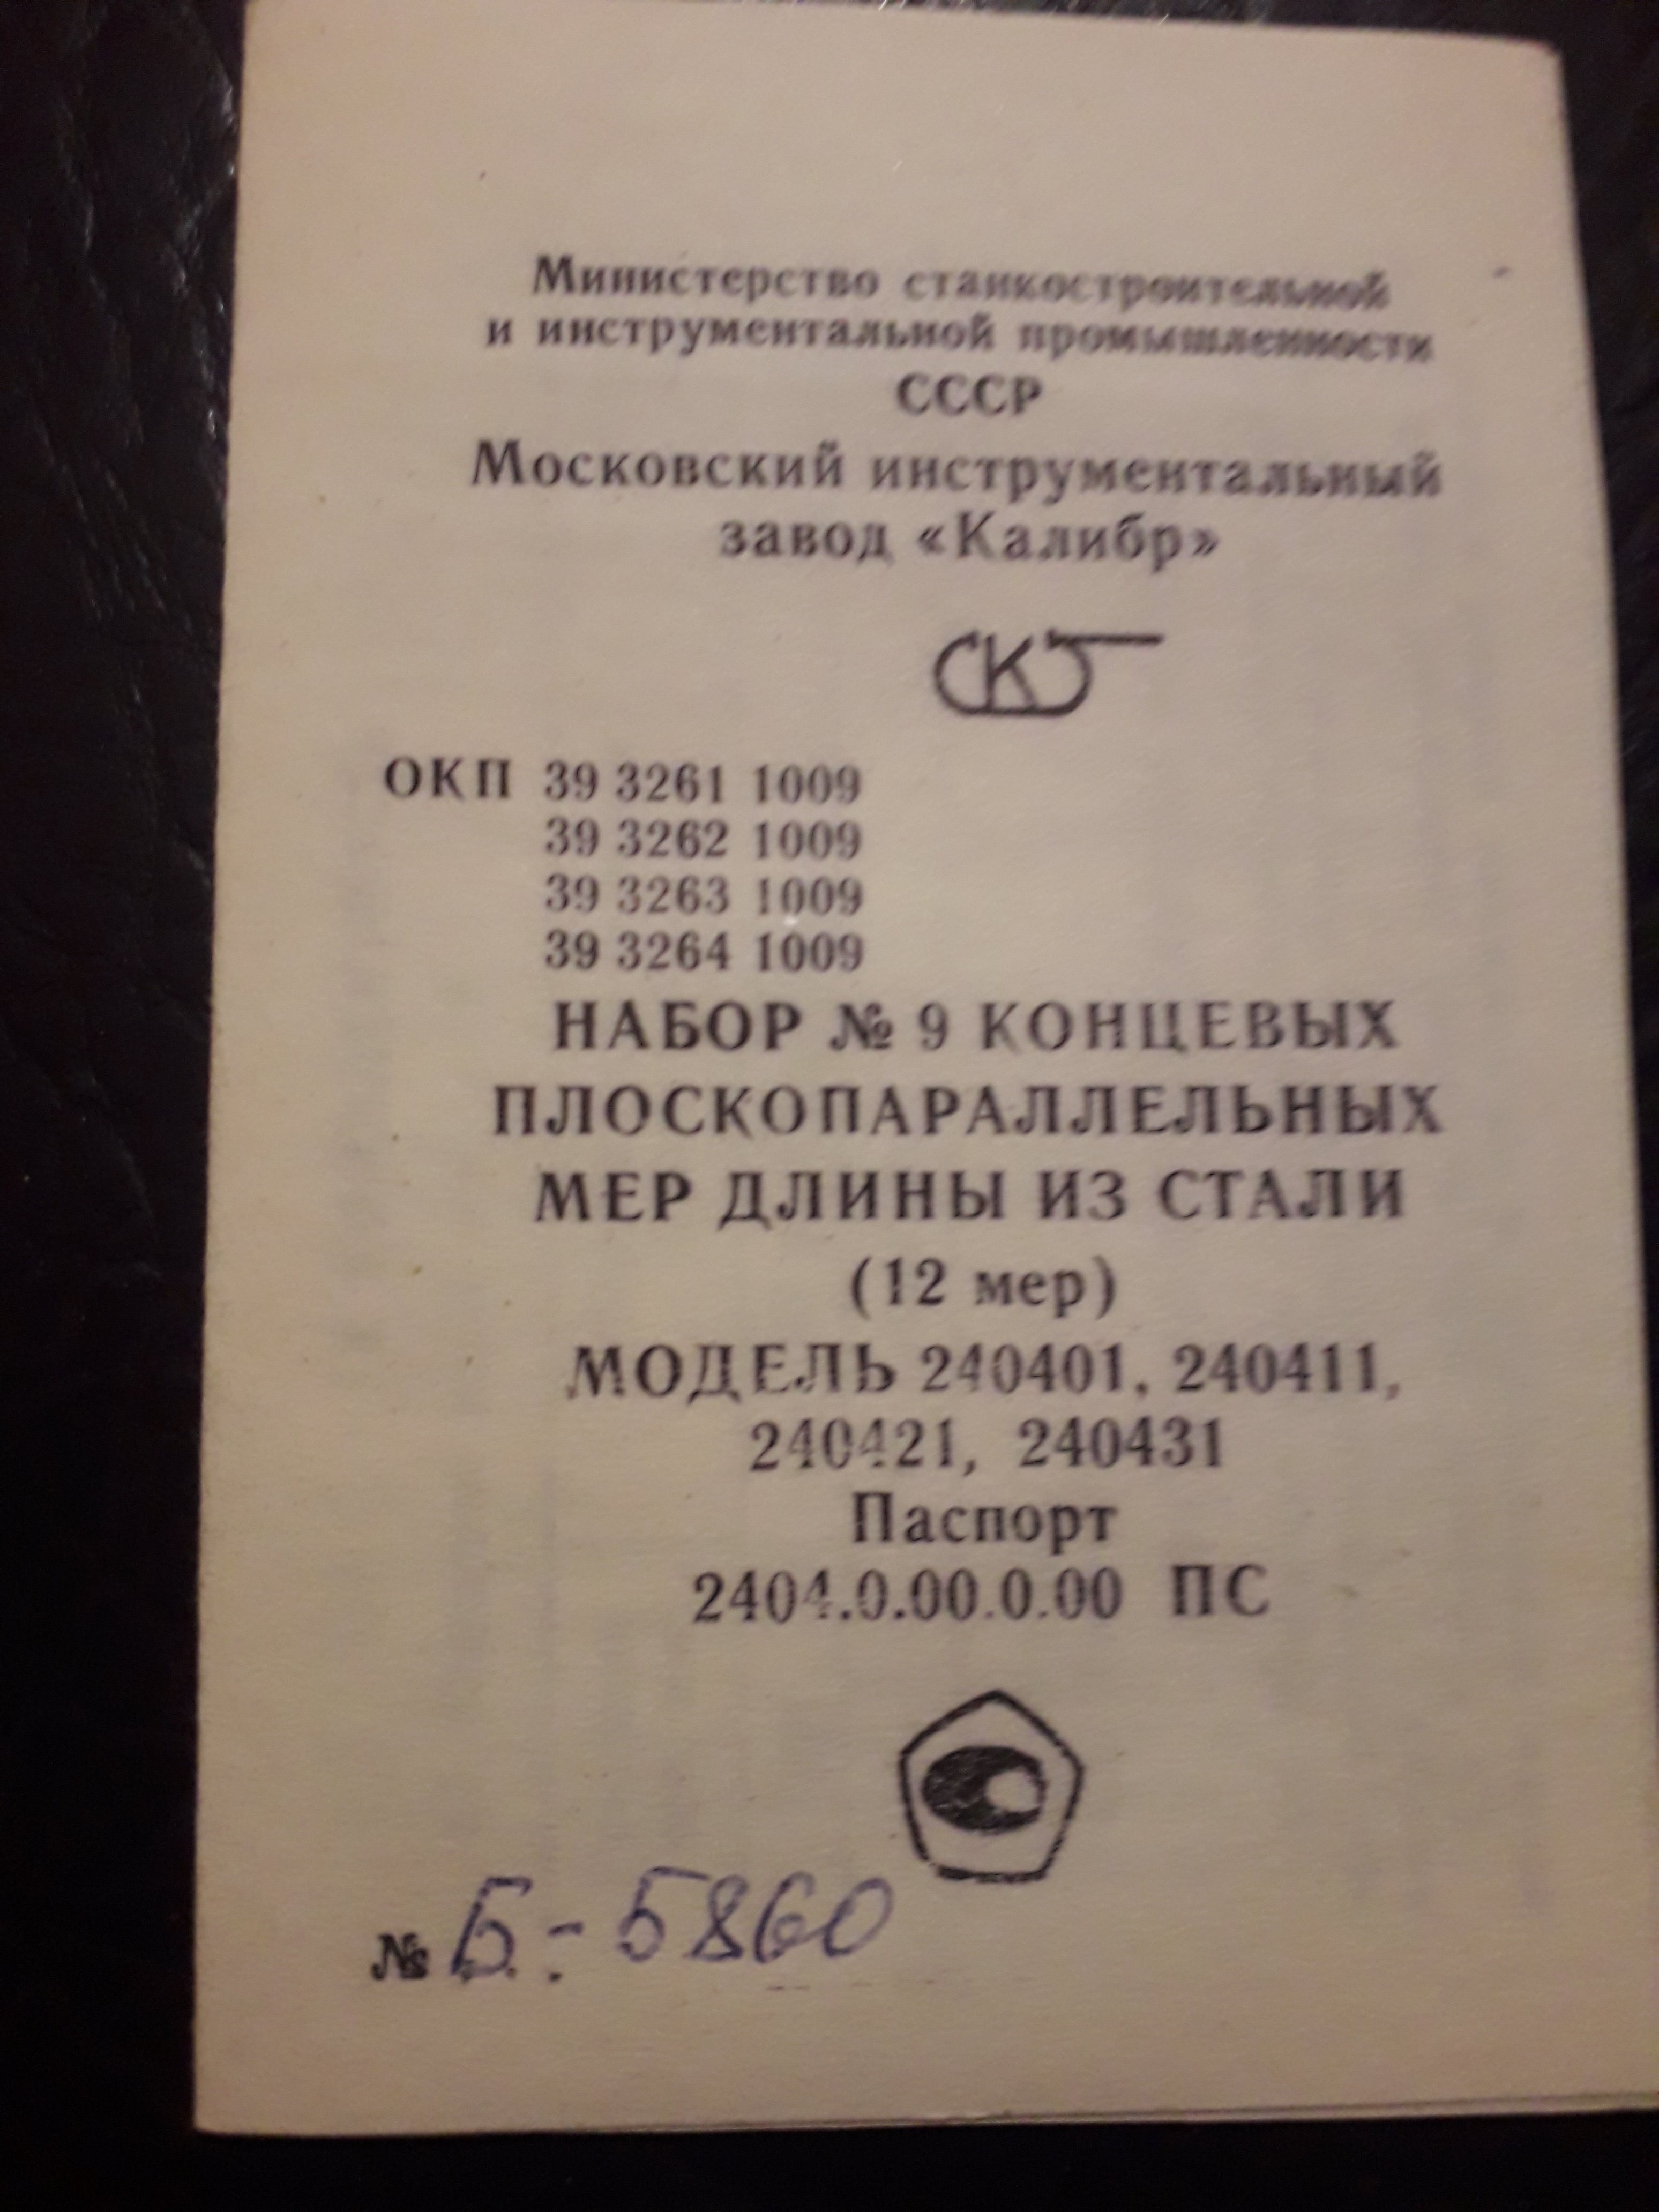 Министерство станкостроительной
и инструментальной промышленности
СССР
Московский инструментальный
завод «Калибр»
ОКП 39 3261 1009
39 3262 1009
39 3263 1009
39 3264 1009
НАБОР № 9 КОНЦЕВЫХ
ПЛОСКОПАРАЛЛЕЛЬНЫХ
МЕР ДЛИНЫ ИЗ СТАЛИ
(12 мер)
МОДЕЛЬ 240401, 240411,
240421, 240431
Паспорт
2404.0.00.0.00 ПС
№ Б-5860